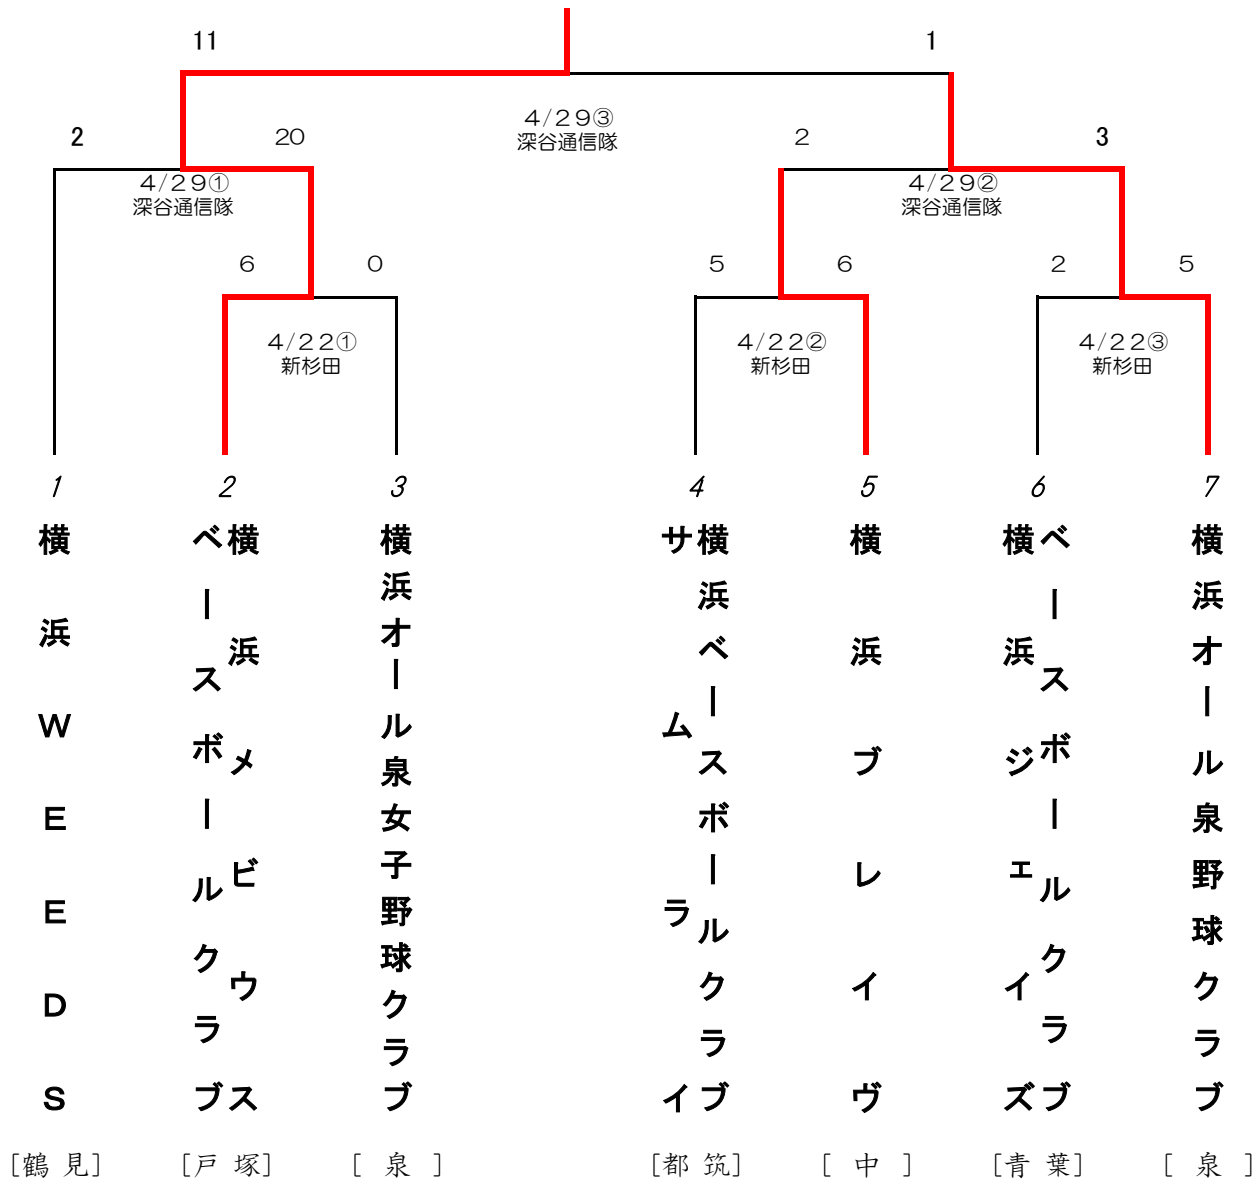 11
1
4/29③
深谷通信隊
2
20
2
3
4/29①
深谷通信隊
4/29②
深谷通信隊
6
0
5
6
2
5
4/22①
新杉田
4/22②
新杉田
4/22③
新杉田
1
2
3
4
5
6
7
横浜WEEDS
横浜メビウス
ベースボールクラブ
横浜オール泉女子野球クラブ
横浜ベースボールクラブ
サムライ
横浜ブレイヴ
横浜ジェイズ
ベースボールクラブ
横浜オール泉野球クラブ
[鶴 見]
[戸 塚]
[ 泉 ]
[都 筑]
[ 中 ]
[青 葉]
[ 泉 ]